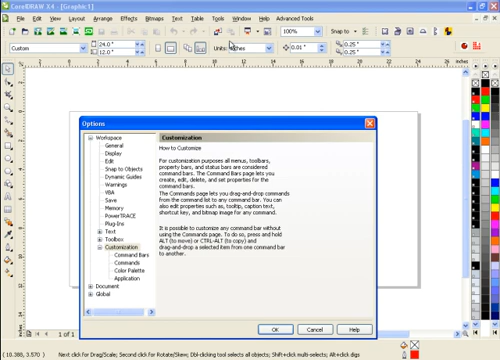 CorelDRAW X4 - [Graphic1]
File Edit View Layout Arrange Effects Bitmaps Text Table Tools Window Help Advanced Tools
100% Snap to
Custom 24.0 " 12.0 " Units: inches 0.01 " 0.25 " 0.25 "
inches
Options
Workspace
General
Display
Edit
Snap to Objects
Dynamic Guides
Warnings
VBA
Save
Memory
PowerTRACE
Plug-Ins
Text
Toolbox
Customization
Command Bars
Commands
Color Palette
Application
Document
Global
Customization
How to Customize
For customization purposes all menus, toolbars,
property bars, and status bars are considered
command bars. The Command Bars page lets you
create, edit, delete, and set properties for the
command bars.
The Commands page lets you drag-and-drop commands
from the command list to any command bar. You can
also edit properties such as, tooltip, caption text,
shortcut key, and bitmap image for any command.
It is possible to customize any command bar without
using the Commands page. To do so, press and hold
ALT (to move) or CTRL-ALT (to copy) and
drag-and-drop a selected item from one command bar
to another.
OK Cancel Help
1 of 1
( 10.388, 3.570 ) Next click for Drag/Scale; Second click for Rotate/Skew; Dbl-clicking tool selects all objects; Shift+click multi-selects; Alt+click digs